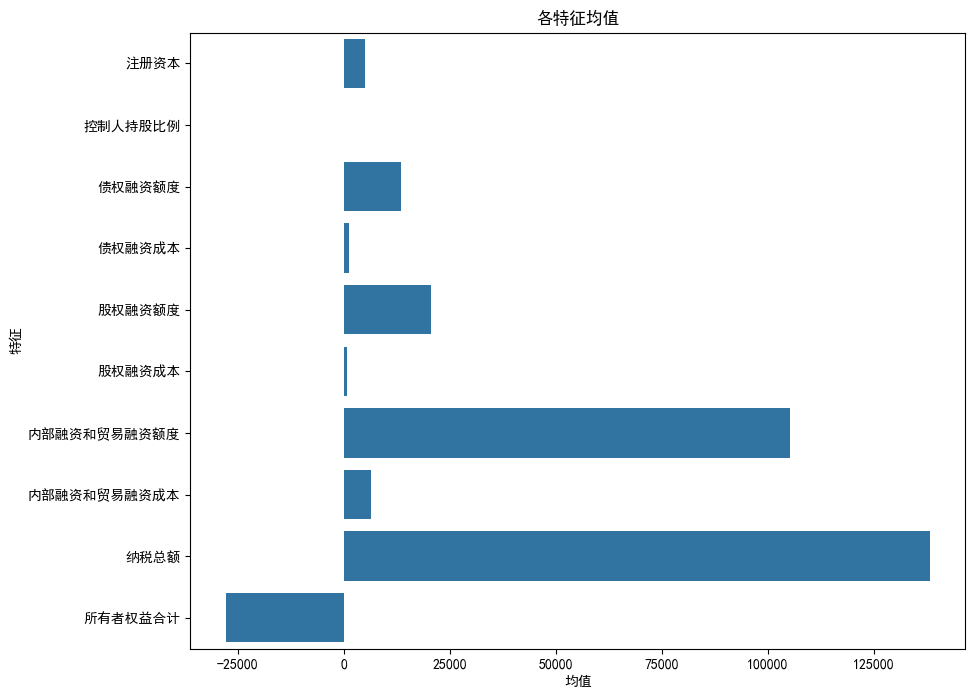 各特征均值
注册资本
控制人持股比例
债权融资额度
债权融资成本
股权融资额度
股权融资成本
内部融资和贸易融资额度
内部融资和贸易融资成本
纳税总额
所有者权益合计
特征
−25000 0 25000 50000 75000 100000 125000
均值